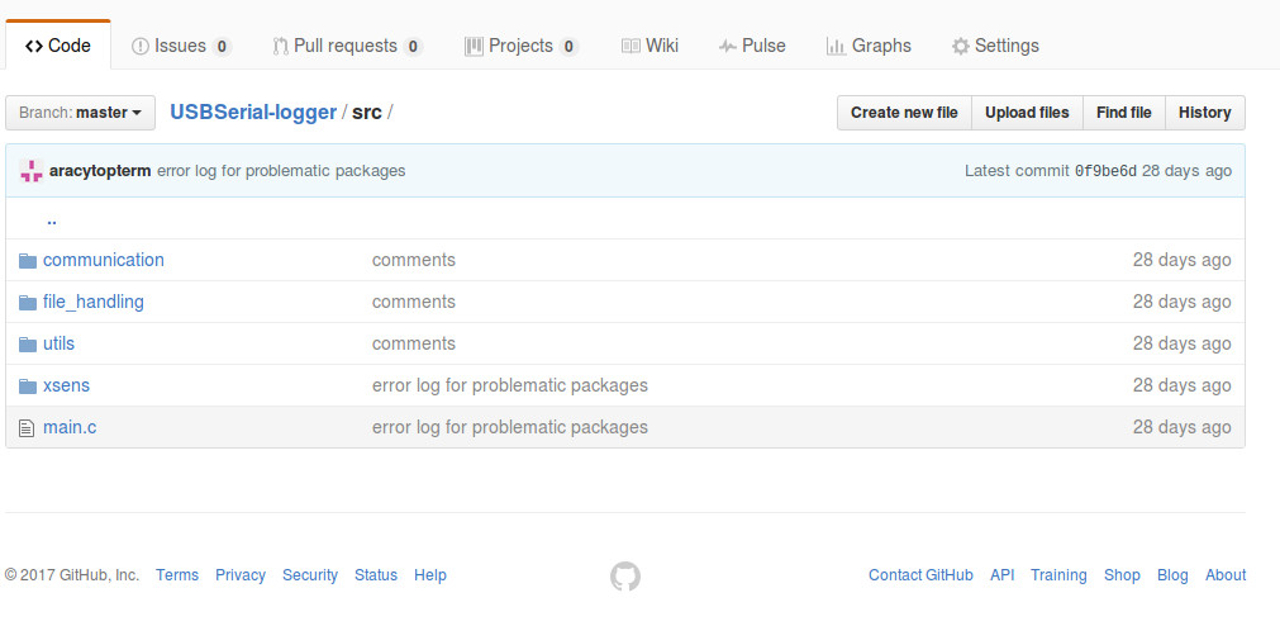 Code Issues 0 Pull requests 0 Projects 0 Wiki Pulse Graphs Settings
Branch: master USBSerial-logger / src / Create new file Upload files Find file History
aracytopterm error log for problematic packages Latest commit 0f9be6d 28 days ago
..
communication comments 28 days ago
file_handling comments 28 days ago
utils comments 28 days ago
xsens error log for problematic packages 28 days ago
main.c error log for problematic packages 28 days ago
© 2017 GitHub, Inc. Terms Privacy Security Status Help Contact GitHub API Training Shop Blog About